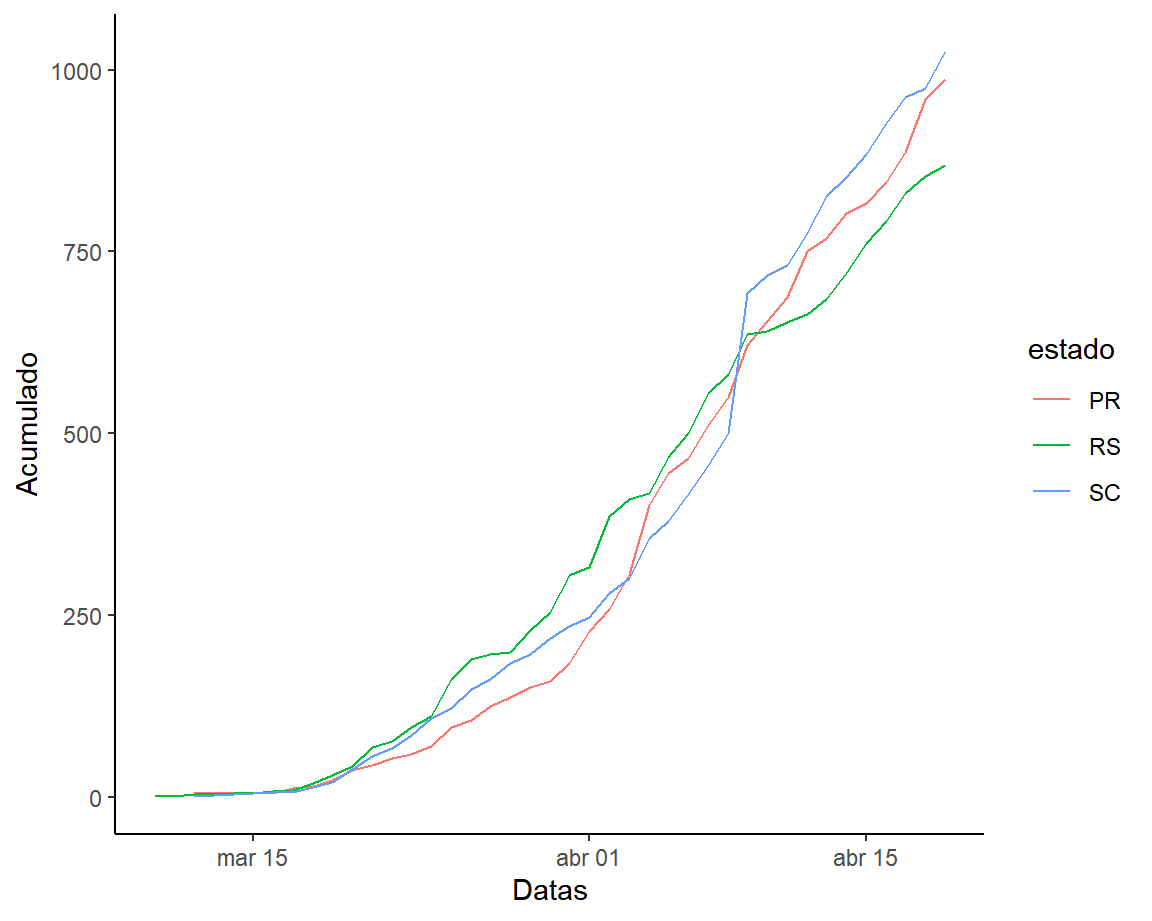 1000
750
500
250
0
Acumulado
mar 15
abr 01
abr 15
Datas
estado
PR
RS
SC